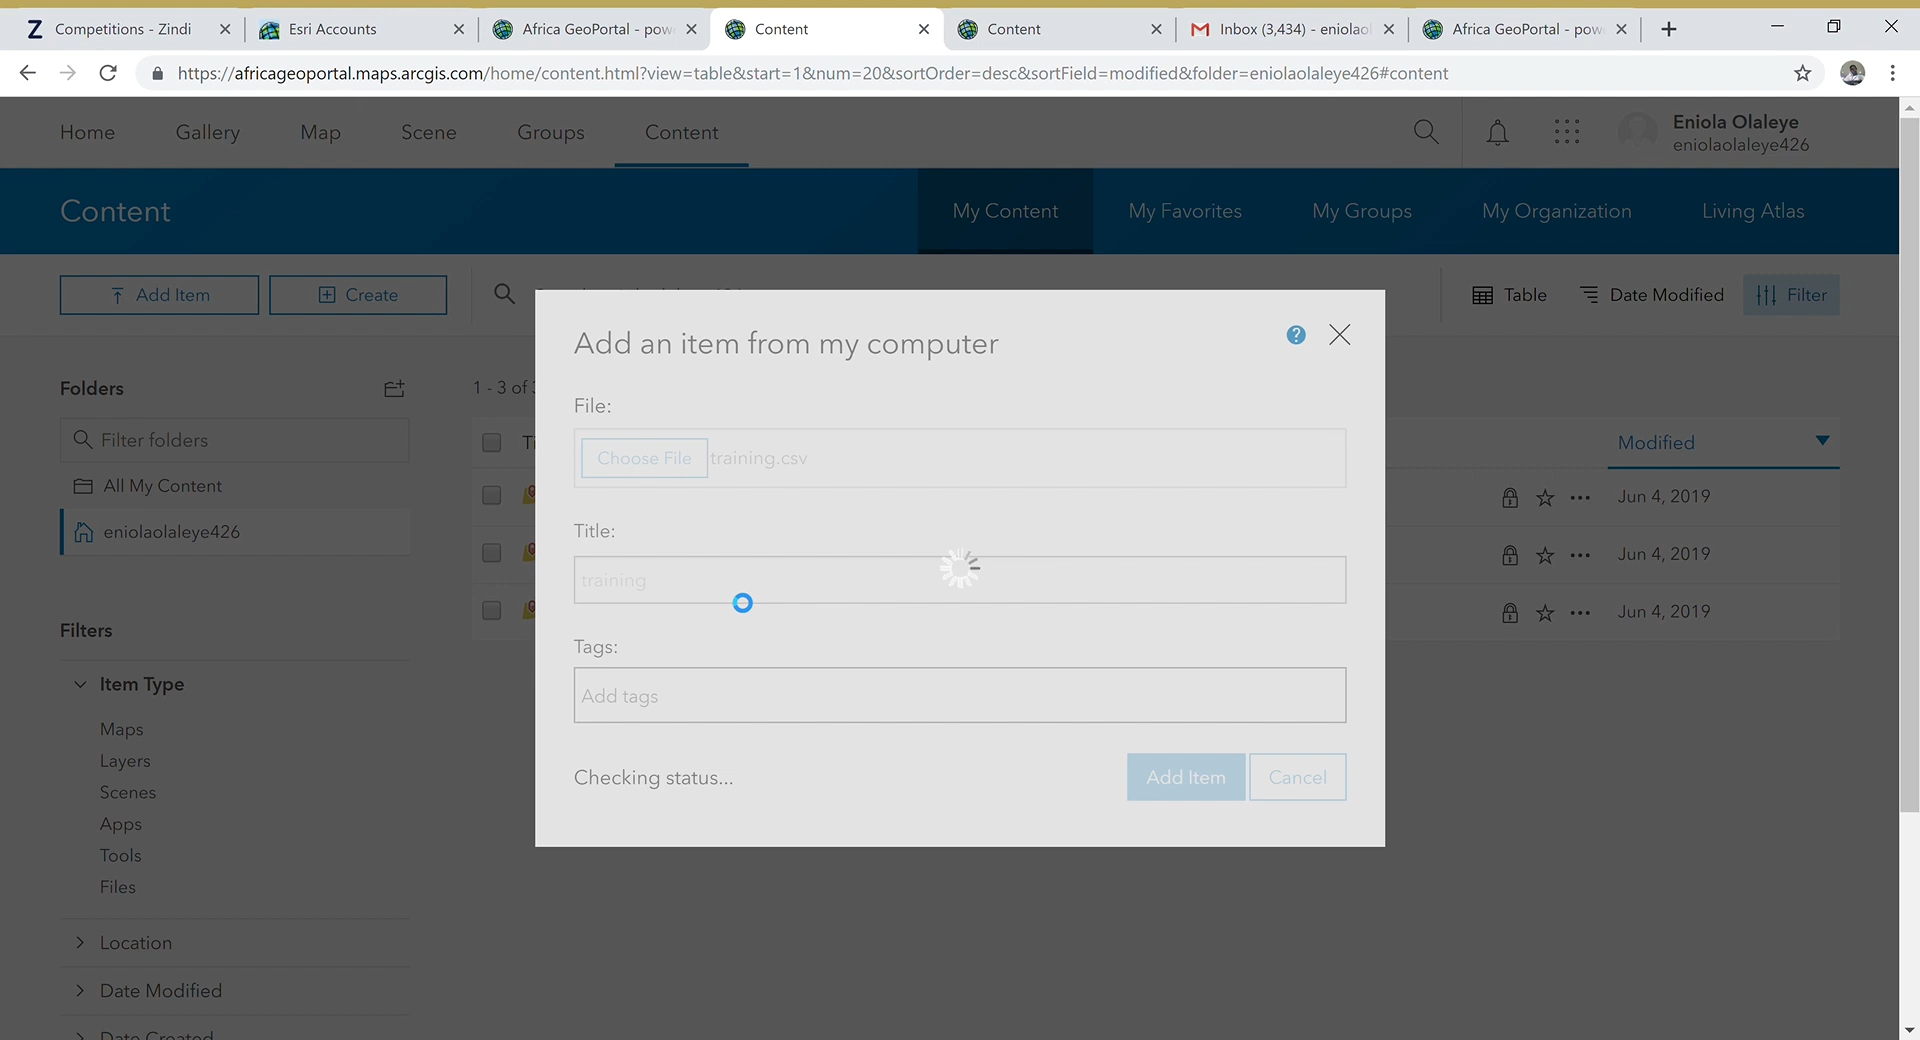 Competitions - Zindi
Esri Accounts
Africa GeoPortal - pow
Content
Content
Inbox (3,434) - eniolao
Africa GeoPortal - pow
https://africageoportal.maps.arcgis.com/home/content.html?view=table&start=1&num=20&sortOrder=desc&sortField=modified&folder=eniolaolaleye426#content
Home Gallery Map Scene Groups Content
Eniola Olaleye
eniolaolaleye426
Content
My Content My Favorites My Groups My Organization Living Atlas
Add Item Create
Table Date Modified Filter
Add an item from my computer
Folders
1 - 3 of
File:
Filter folders
Modified
Choose File training.csv
All My Content
Jun 4, 2019
eniolaolaleye426
Title:
Jun 4, 2019
training
Jun 4, 2019
Filters
Tags:
Item Type
Add tags
Maps
Layers
Checking status...
Add Item Cancel
Scenes
Apps
Tools
Files
Location
Date Modified
Date Created